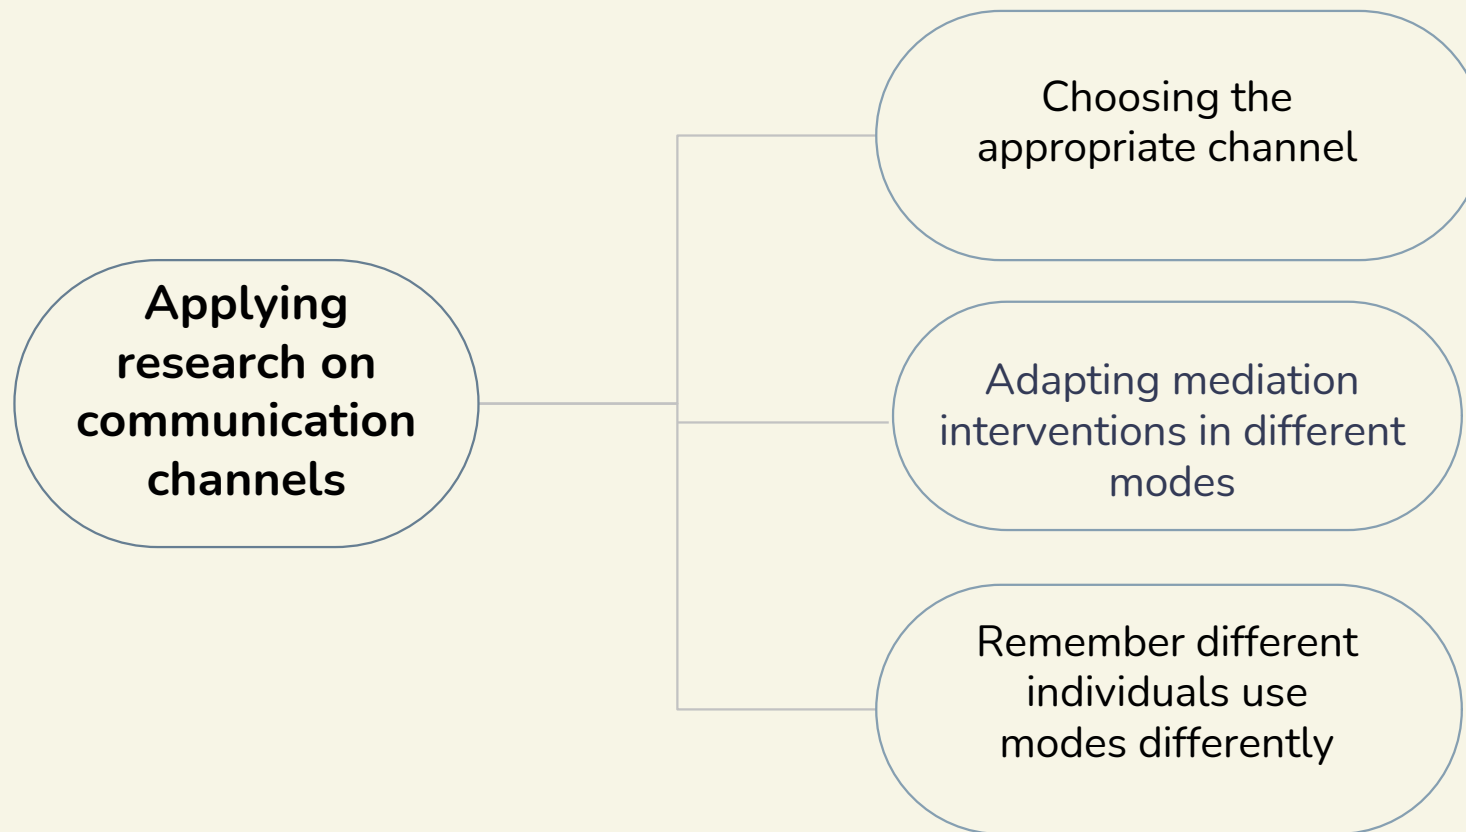 Applying
research on
communication
channels
Choosing the
appropriate channel
Adapting mediation
interventions in different
modes
Remember different
individuals use
modes differently